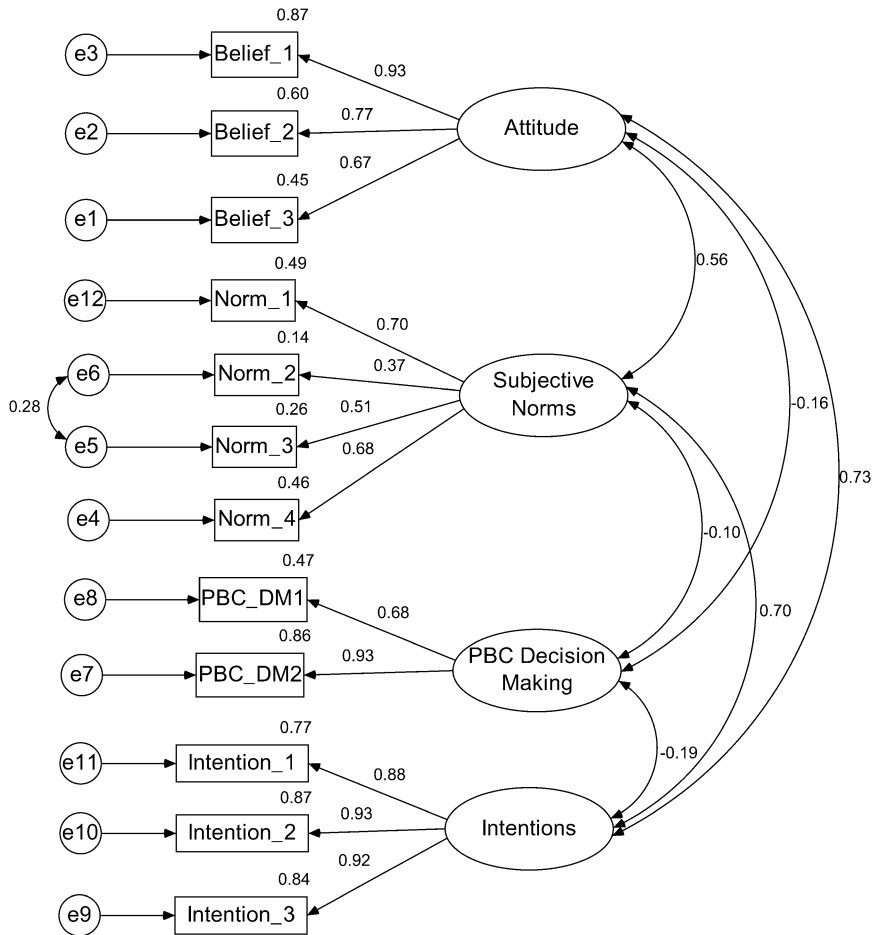 0.87
e3 Belief_1
0.93
0.60
e2 Belief_2 0.77
Attitude
0.67
0.45
e1 Belief_3
0.56
0.49
e12 Norm_1
0.70
0.14
e6 Norm_2 0.37
Subjective
Norms
0.28
0.26 0.51
e5 Norm_3
-0.16
0.68
0.46
e4 Norm_4
0.73
-0.10
0.47
e8 PBC_DM1
0.68
0.70
0.86
e7 PBC_DM2 0.93
PBC Decision
Making
0.77
e11 Intention_1
0.88
-0.19
0.87
e10 Intention_2 0.93
Intentions
0.92
0.84
e9 Intention_3